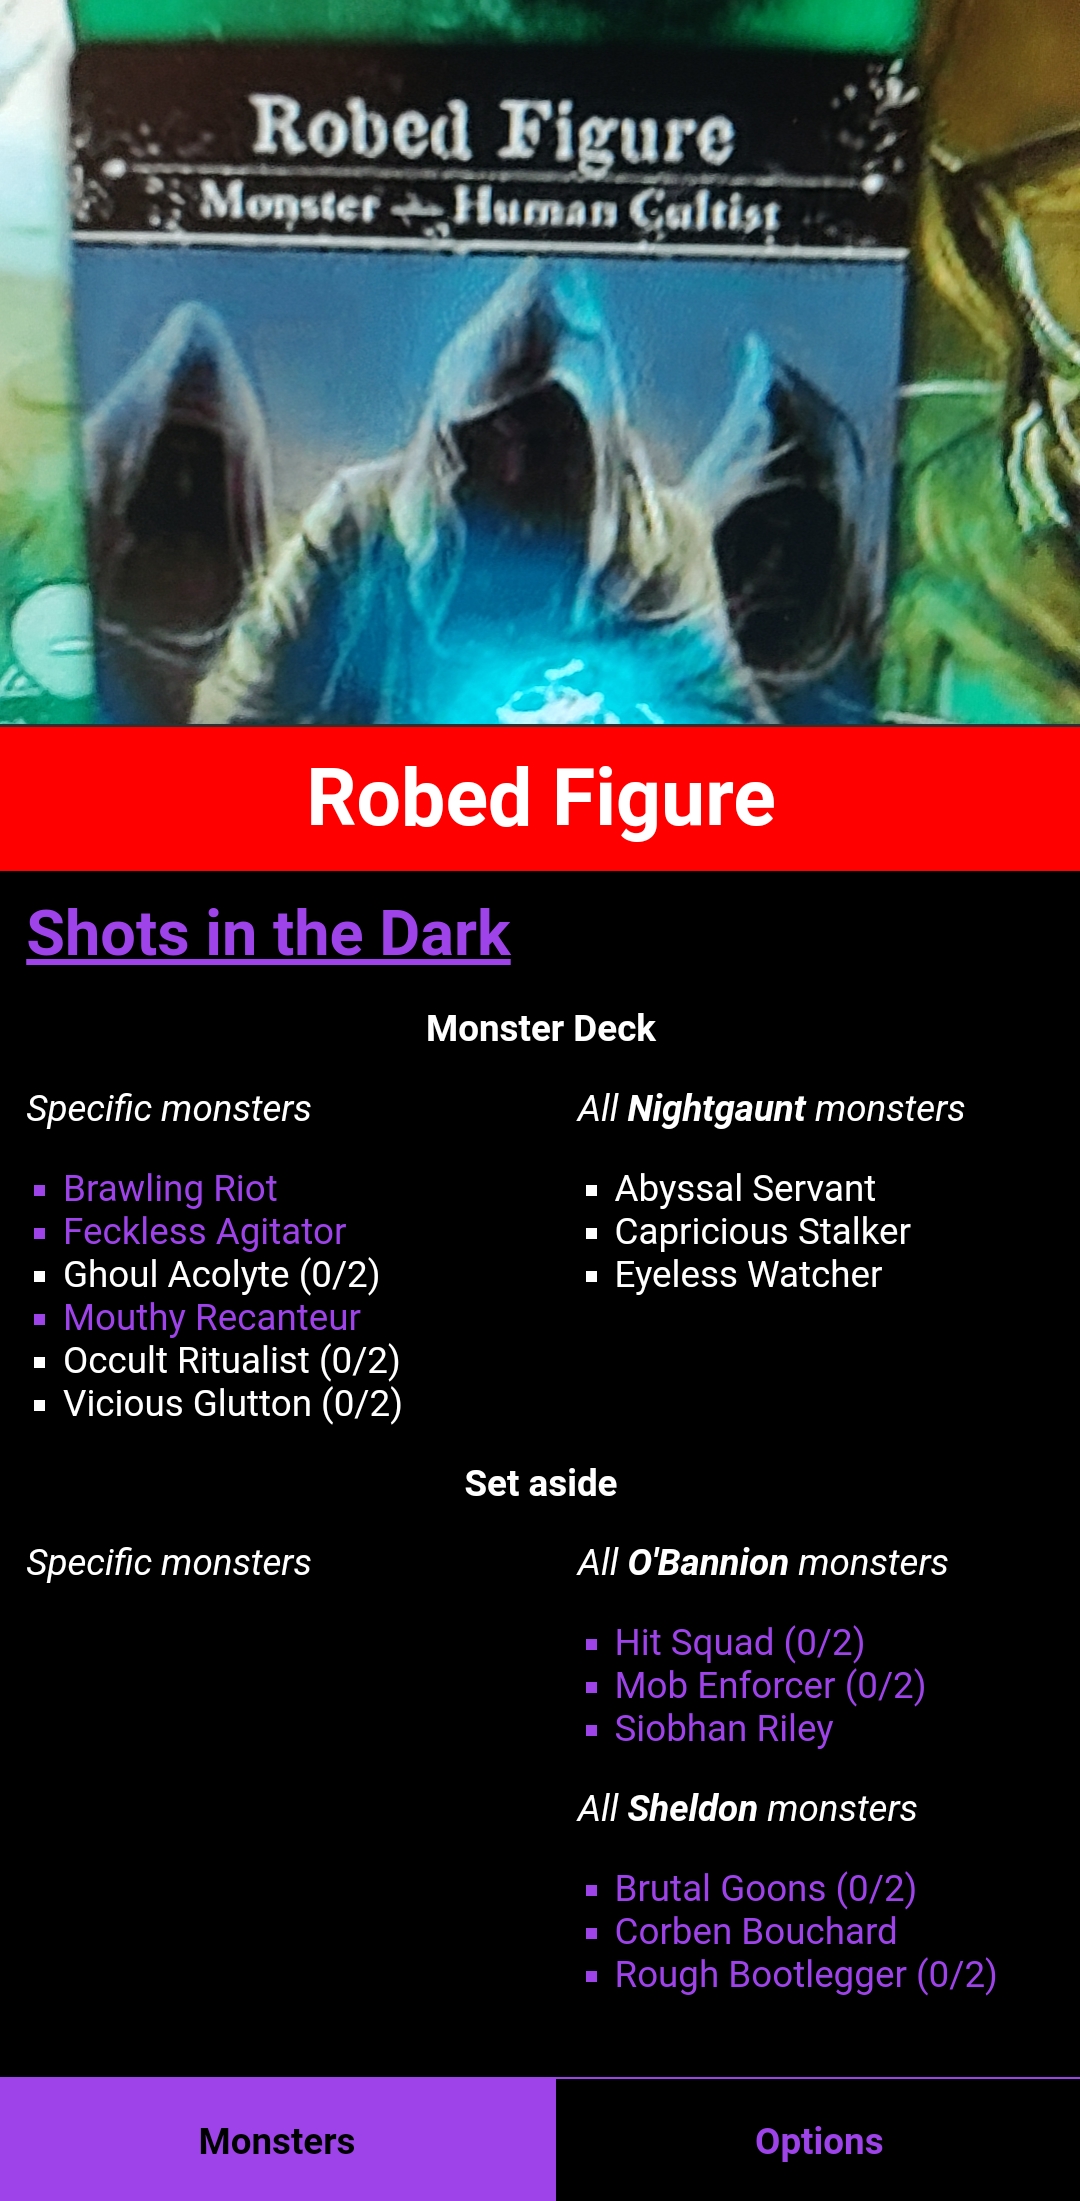 Robed Figure
Monster — Human Cultist
Robed Figure
Shots in the Dark
Monster Deck
Specific monsters
Brawling Riot
Feckless Agitator
Ghoul Acolyte (0/2)
Mouthy Recanteur
Occult Ritualist (0/2)
Vicious Glutton (0/2)
All Nightgaunt monsters
Abyssal Servant
Capricious Stalker
Eyeless Watcher
Set aside
Specific monsters
All O'Bannion monsters
Hit Squad (0/2)
Mob Enforcer (0/2)
Siobhan Riley
All Sheldon monsters
Brutal Goons (0/2)
Corben Bouchard
Rough Bootlegger (0/2)
Monsters
Options